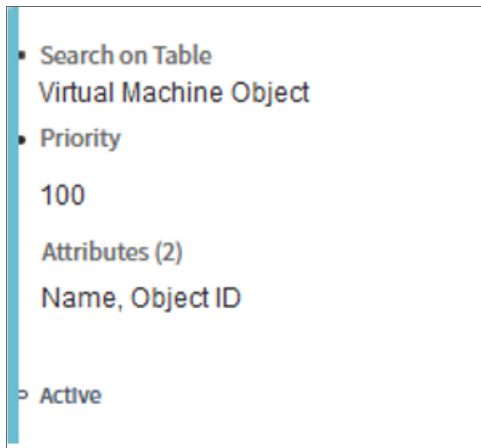 Search on Table
Virtual Machine Object
Priority
100
Attributes (2)
Name, Object ID
Active